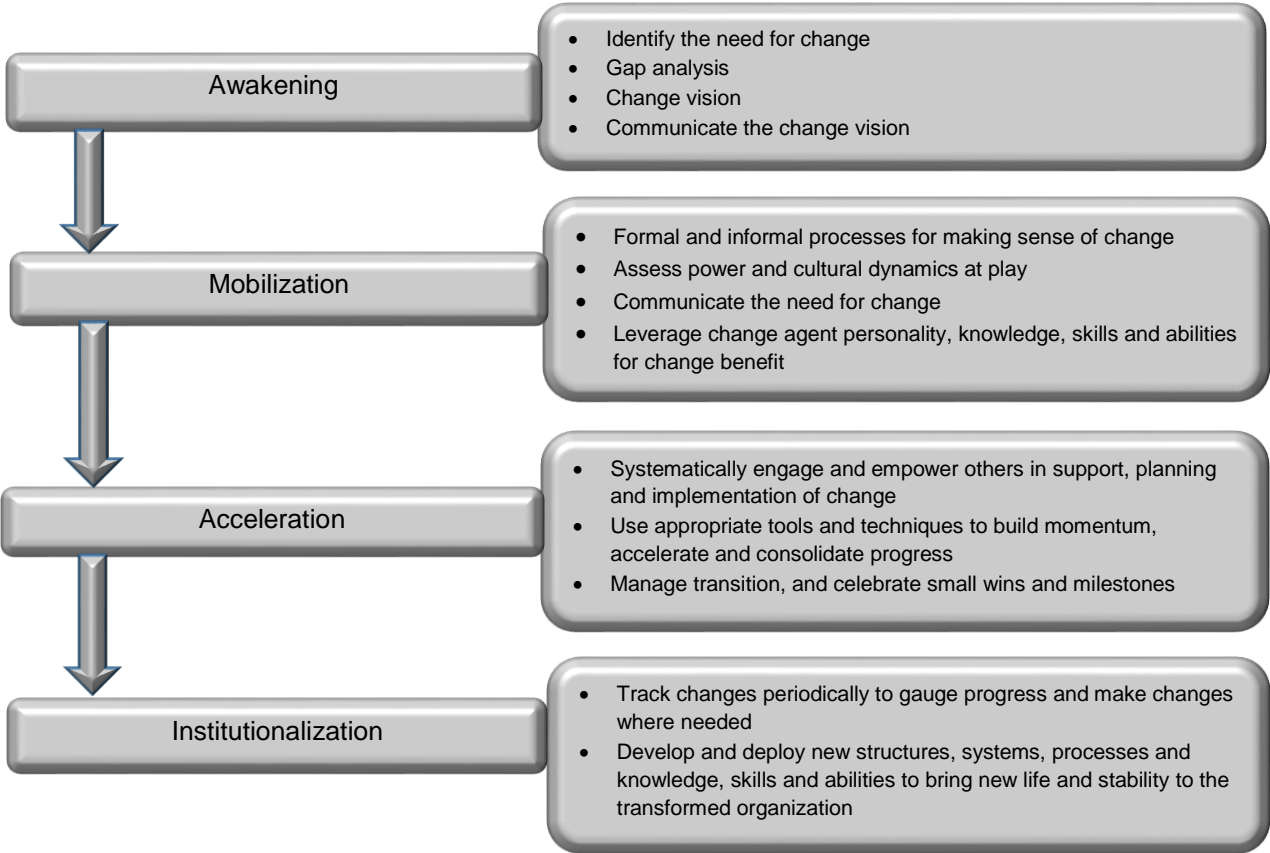 Awakening
• Identify the need for change
• Gap analysis
• Change vision
• Communicate the change vision
Mobilization
• Formal and informal processes for making sense of change
• Assess power and cultural dynamics at play
• Communicate the need for change
• Leverage change agent personality, knowledge, skills and abilities
for change benefit
Acceleration
• Systematically engage and empower others in support, planning
and implementation of change
• Use appropriate tools and techniques to build momentum,
accelerate and consolidate progress
• Manage transition, and celebrate small wins and milestones
Institutionalization
• Track changes periodically to gauge progress and make changes
where needed
• Develop and deploy new structures, systems, processes and
knowledge, skills and abilities to bring new life and stability to the
transformed organization